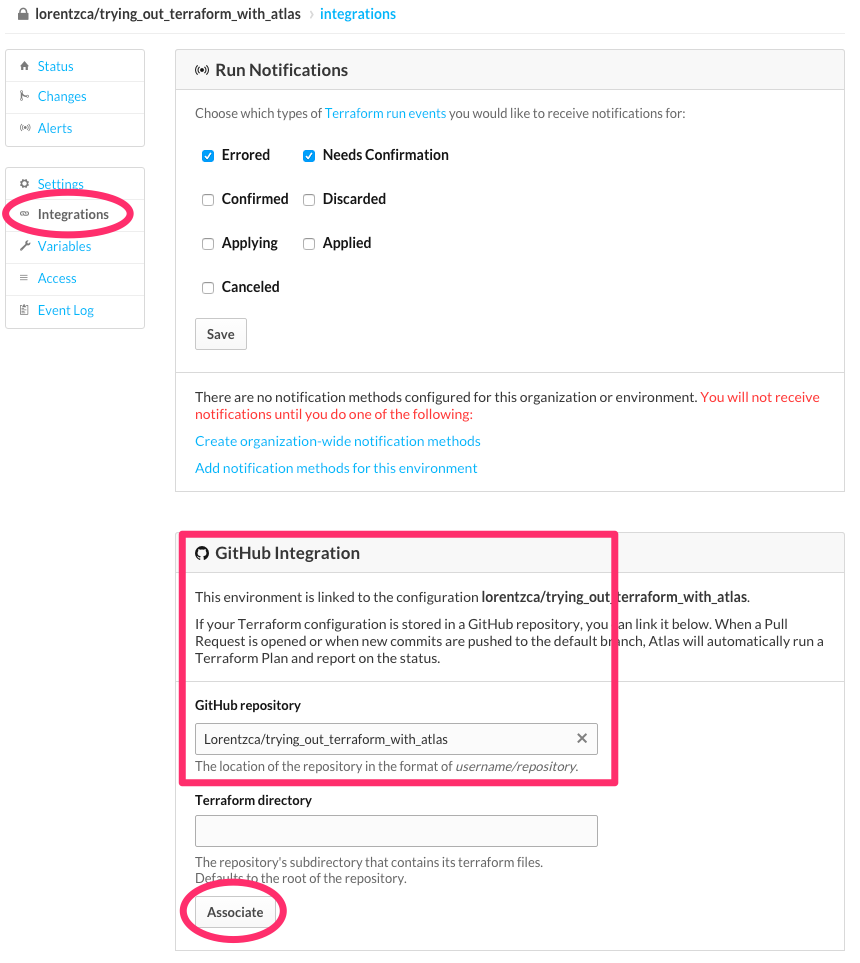 lorentzca/trying_out_terraform_with_atlas › integrations
Status
Changes
Alerts
Settings
Integrations
Variables
Access
Event Log
Run Notifications
Choose which types of Terraform run events you would like to receive notifications for:
Errored Needs Confirmation
Confirmed Discarded
Applying Applied
Canceled
Save
There are no notification methods configured for this organization or environment. You will not receive
notifications until you do one of the following:
Create organization-wide notification methods
Add notification methods for this environment
GitHub Integration
This environment is linked to the configuration lorentzca/trying_out_terraform_with_atlas.
If your Terraform configuration is stored in a GitHub repository, you can link it below. When a Pull
Request is opened or when new commits are pushed to the default branch, Atlas will automatically run a
Terraform Plan and report on the status.
GitHub repository
Lorentzca/trying_out_terraform_with_atlas ×
The location of the repository in the format of username/repository.
Terraform directory
The repository's subdirectory that contains its terraform files.
Defaults to the root of the repository.
Associate